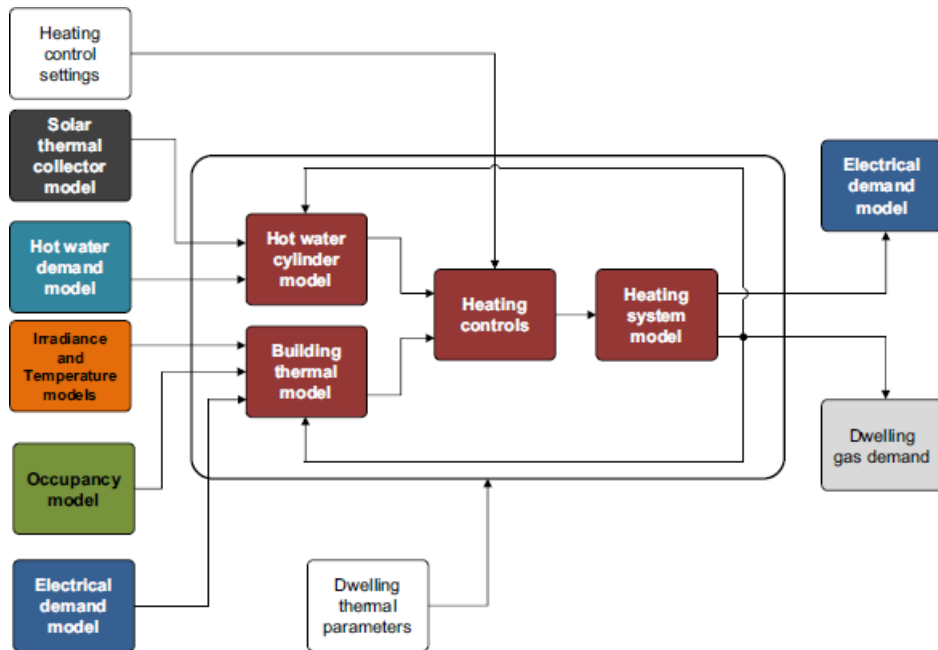 Heating
control
settings
Solar
thermal
collector
model
Hot water
demand
model
Irradiance
and
Temperature
models
Occupancy
model
Electrical
demand
model
Hot water
cylinder
model
Building
thermal
model
Heating
controls
Heating
system
model
Dwelling
thermal
parameters
Electrical
demand
model
Dwelling
gas demand